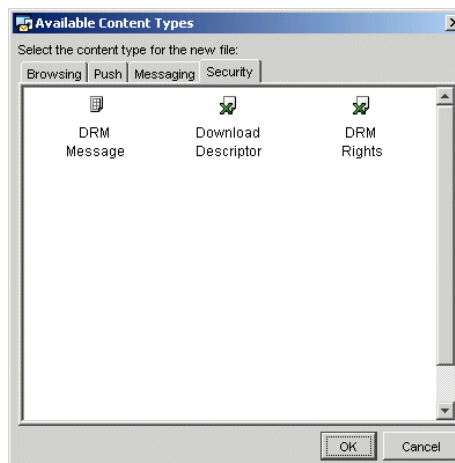 Available Content Types
Select the content type for the new file:
Browsing Push Messaging Security
DRM Message
Download Descriptor
DRM Rights
OK Cancel